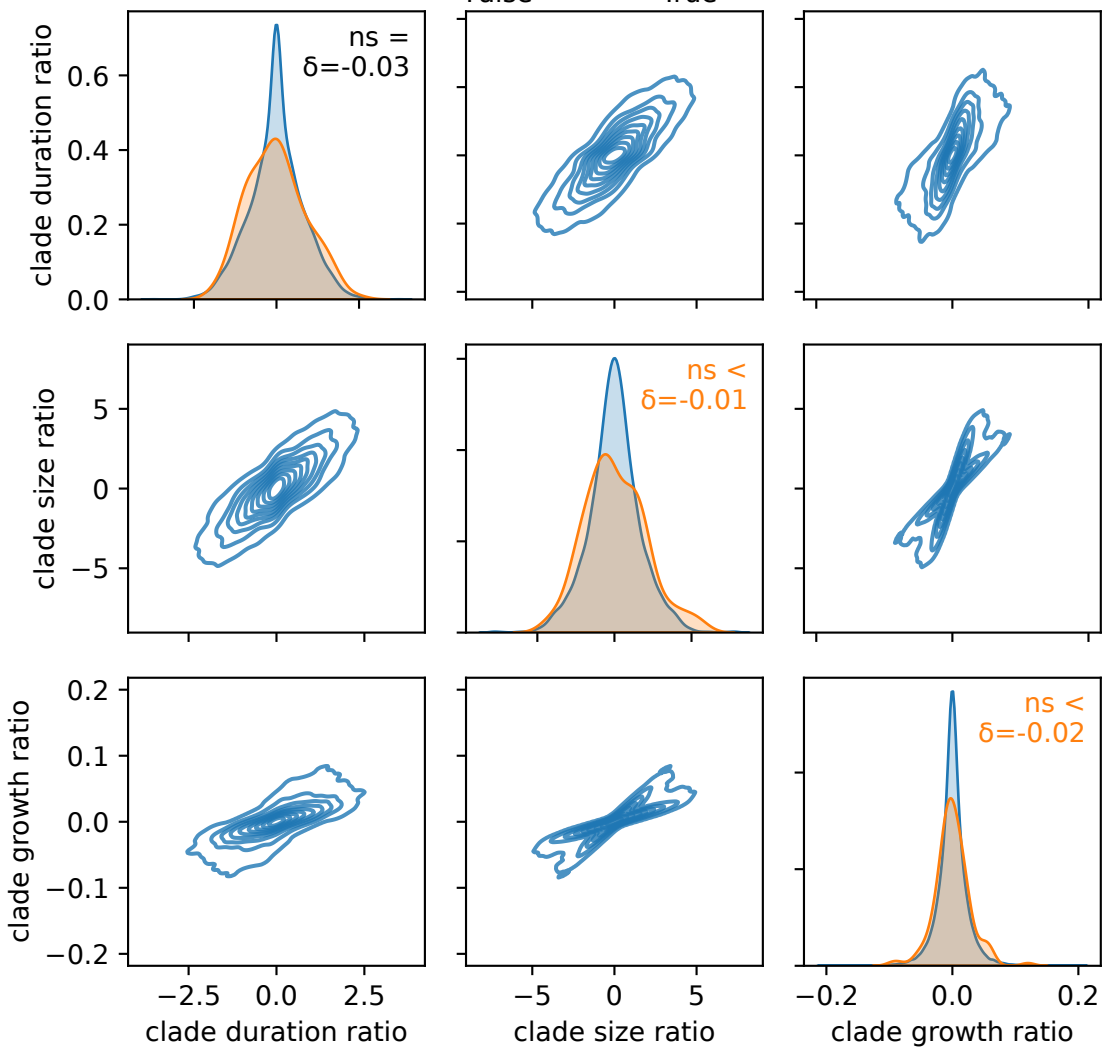 ns =
δ=-0.03
clade duration ratio
0.6
0.4
0.2
0.0
ns <
δ=-0.01
clade size ratio
5
0
−5
ns <
δ=-0.02
clade growth ratio
0.2
0.1
0.0
−0.1
−0.2
−2.5 0.0 2.5
−5 0 5
−0.2 0.0 0.2
clade duration ratio
clade size ratio
clade growth ratio